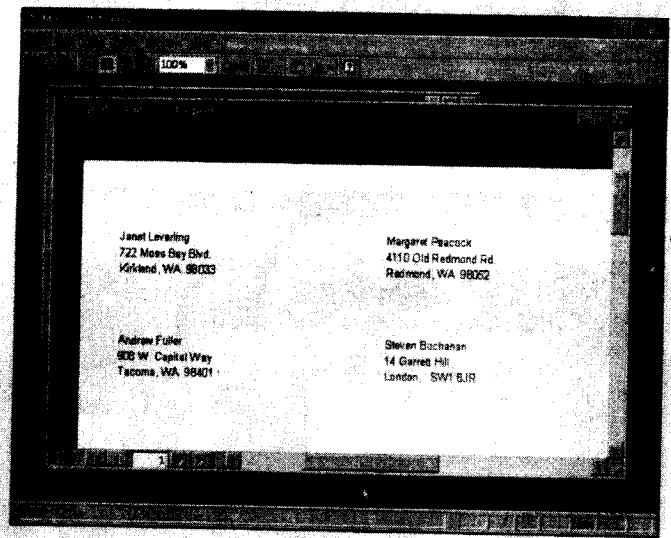 100%
Janet Leverling
722 Moss Bay Blvd.
Kirkland, WA 98033
Margaret Peacock
4110 Old Redmond Rd.
Redmond, WA 98052
Andrew Fuller
908 W. Capital Way
Tacoma, WA 98401
Steven Buchanan
14 Garrett Hill
London, SW1 8JR
1